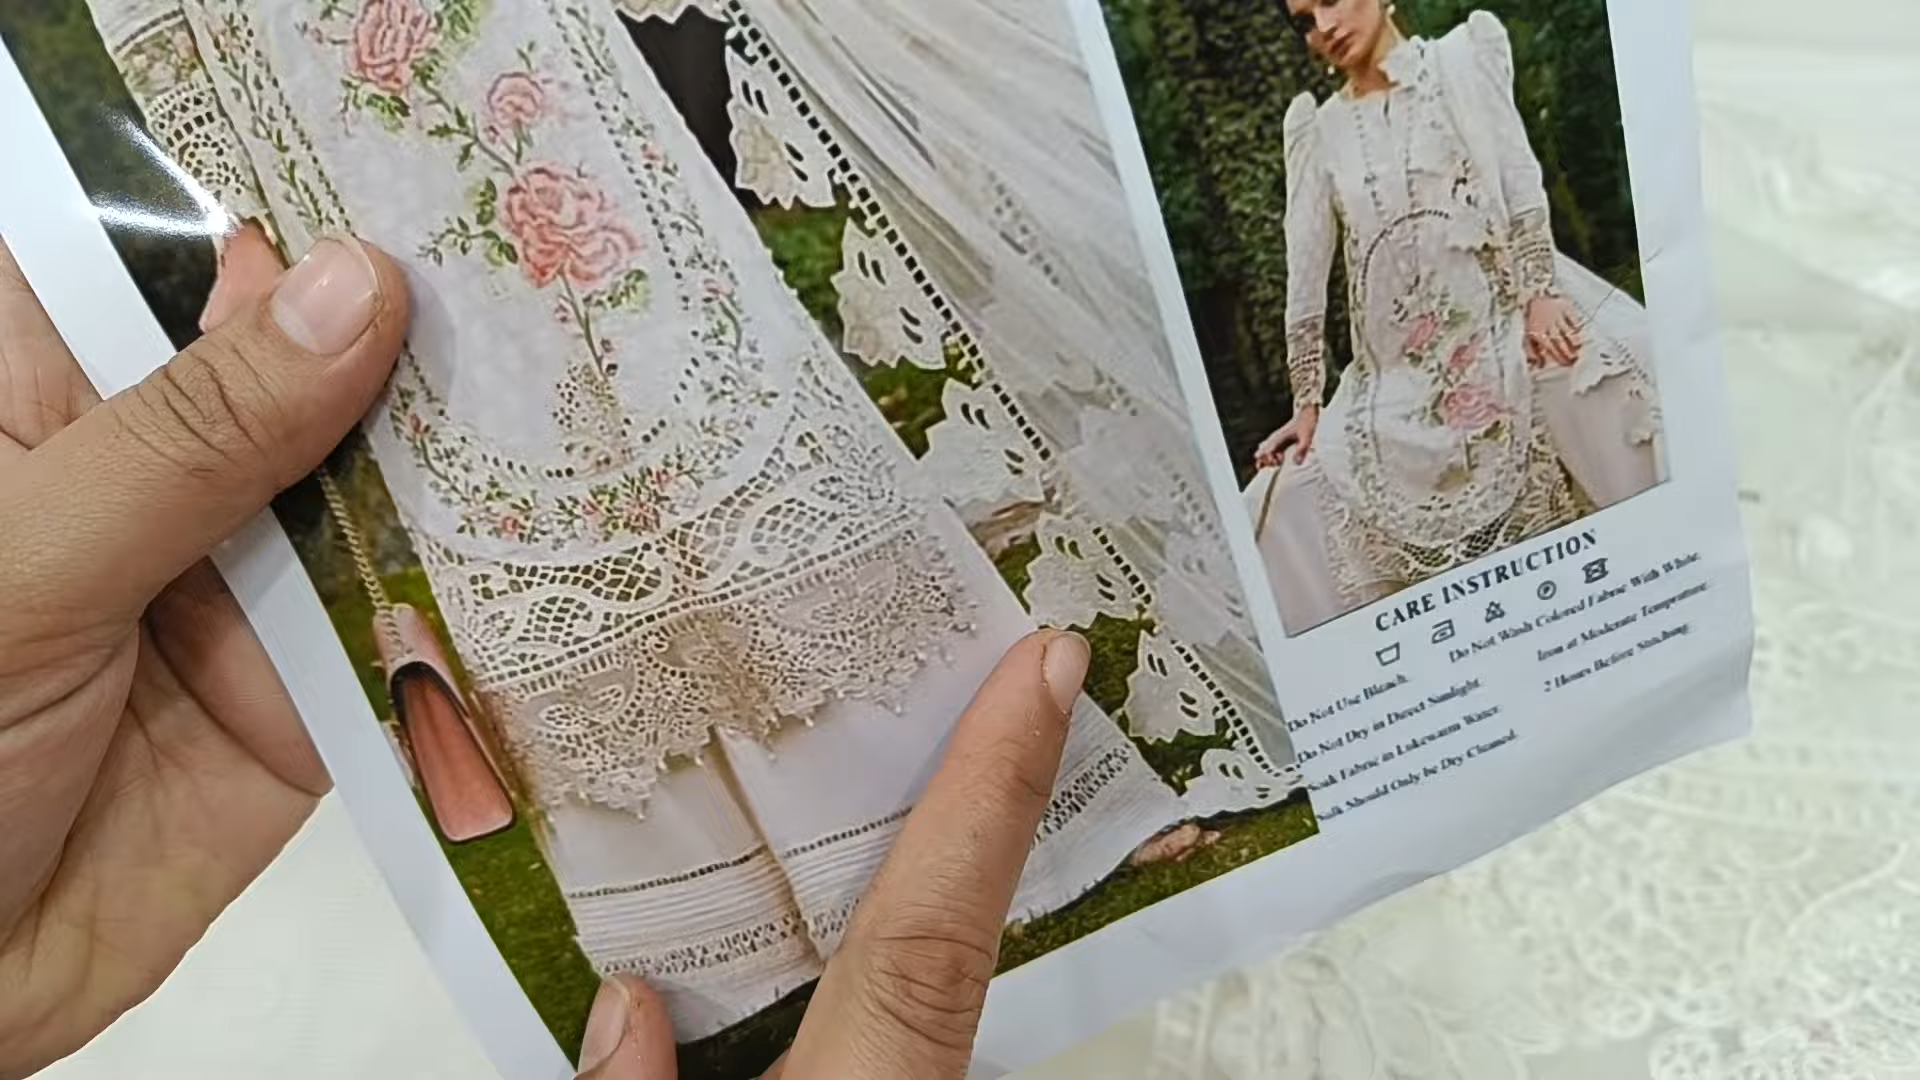 CARE INSTRUCTION
Do Not Wash Colored Fabric With White.
Do Not Use Bleach.
Iron at Moderate Temprature.
Do Not Dry in Direct Sunlight.
2 Hours Before Stitching.
Soak Fabric in Lukewarm Water.
Silk Should Only be Dry Cleaned.